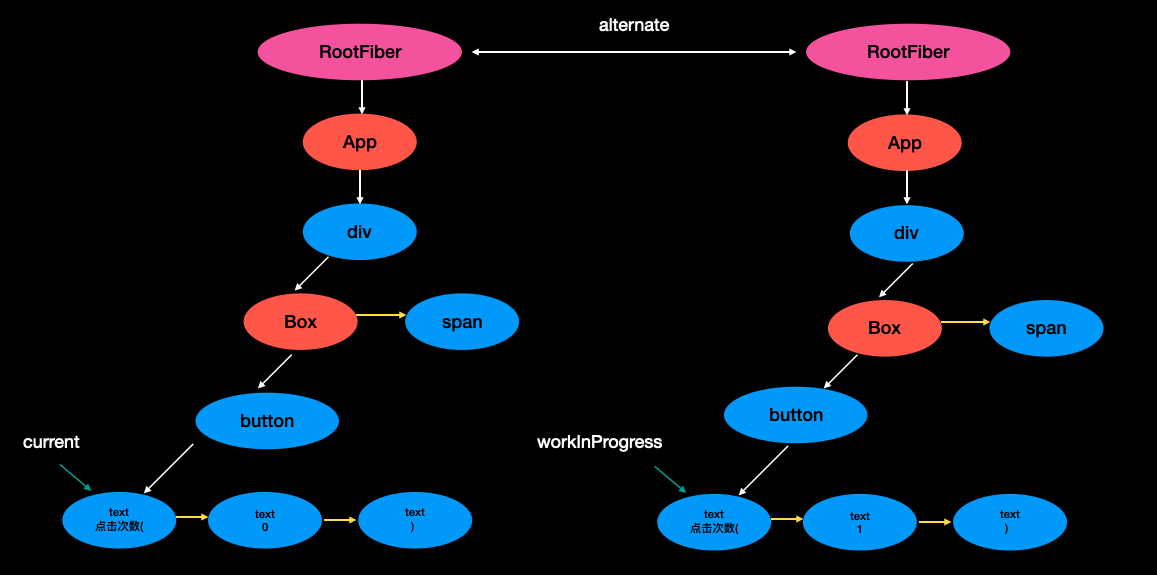 alternate
RootFiber
RootFiber
App
App
div
div
Box
span
Box
span
button
button
current
workInProgress
text
点击次数(
text
0
text
)
text
点击次数(
text
1
text
)